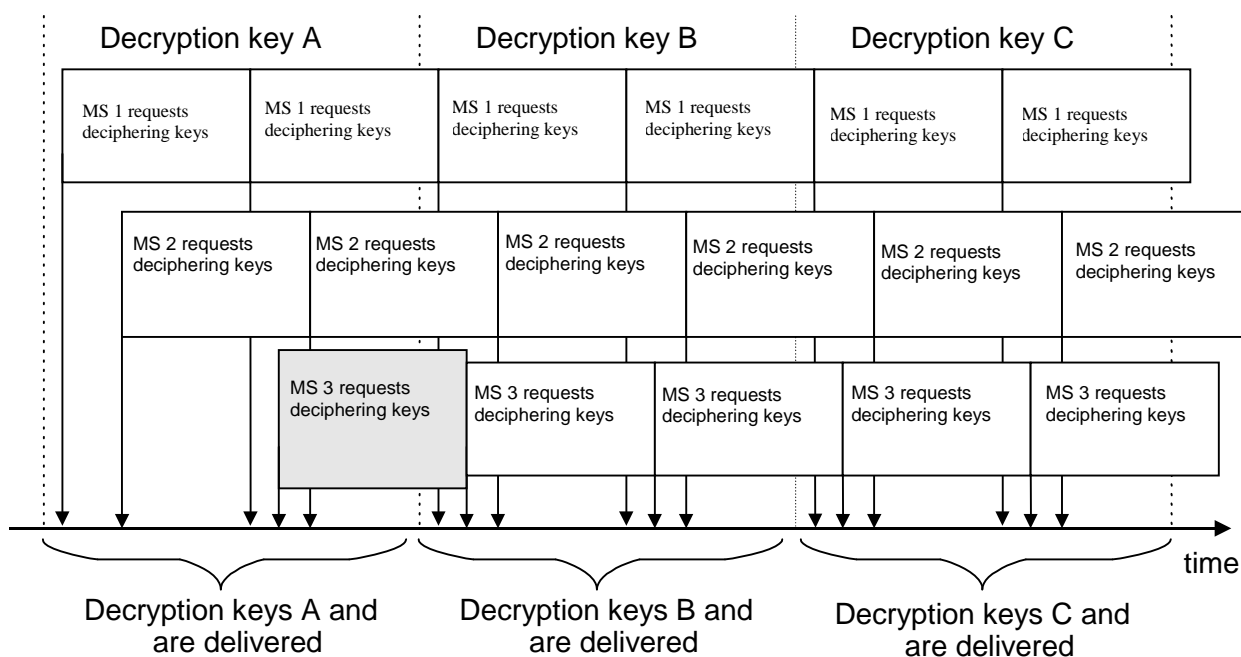 Decryption key A
Decryption key B
Decryption key C
MS 1 requests
deciphering keys
MS 1 requests
deciphering keys
MS 1 requests
deciphering keys
MS 1 requests
deciphering keys
MS 1 requests
deciphering keys
MS 1 requests
deciphering keys
MS 2 requests
deciphering keys
MS 2 requests
deciphering keys
MS 2 requests
deciphering keys
MS 2 requests
deciphering keys
MS 2 requests
deciphering keys
MS 2 requests
deciphering keys
MS 3 requests
deciphering keys
MS 3 requests
deciphering keys
MS 3 requests
deciphering keys
MS 3 requests
deciphering keys
MS 3 requests
deciphering keys
time
Decryption keys A and
are delivered
Decryption keys B and
are delivered
Decryption keys C and
are delivered